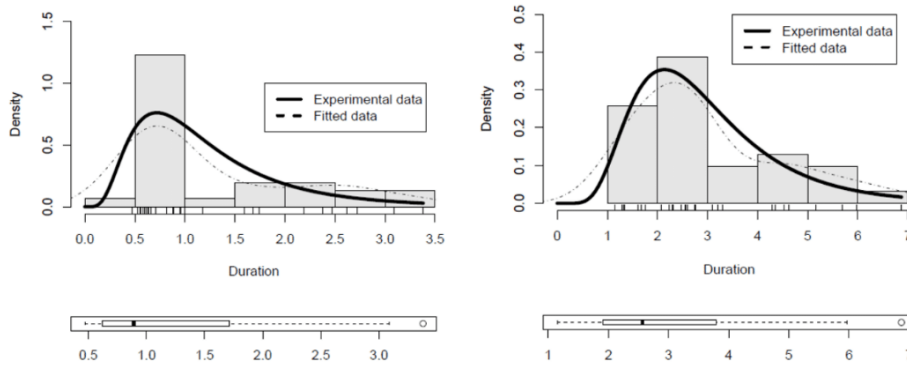 1.5
1.0
0.5
0.0
Density
Experimental data
Fitted data
0.0 0.5 1.0 1.5 2.0 2.5 3.0 3.5
Duration
0.5 1.0 1.5 2.0 2.5 3.0
0.5
0.4
0.3
0.2
0.1
0.0
Density
Experimental data
Fitted data
0 1 2 3 4 5 6 7
Duration
1 2 3 4 5 6 7